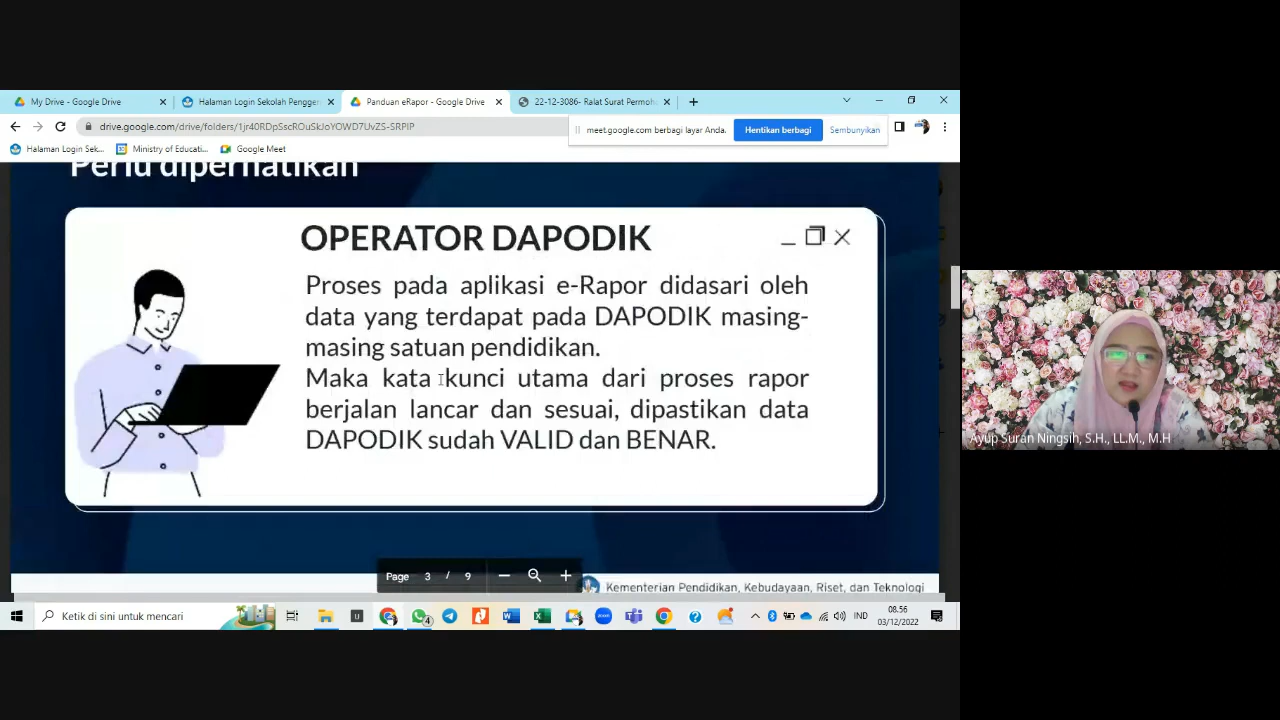 My Drive - Google Drive
Halaman Login Sekolah Pengger
Panduan eRapor - Google Drive
22-12-3086- Ralat Surat Permoh
drive.google.com/drive/folders/1jr40RDpSscROuSkJoYOWD7UvZS-SRPIP
meet.google.com berbagi layar Anda.
Hentikan berbagi
Sembunyikan
Halaman Login Sek...
Ministry of Educati...
Google Meet
Perlu diperhatikan
OPERATOR DAPODIK
Proses pada aplikasi e-Rapor didasari oleh
data yang terdapat pada DAPODIK masing-
masing satuan pendidikan.
Maka kata kunci utama dari proses rapor
berjalan lancar dan sesuai, dipastikan data
DAPODIK sudah VALID dan BENAR.
Page 3 / 9
Kementerian Pendidikan, Kebudayaan, Riset, dan Teknologi
Ayup Suran Ningsih, S.H., LL.M., M.H
Ketik di sini untuk mencari
4
IND
08.56
03/12/2022